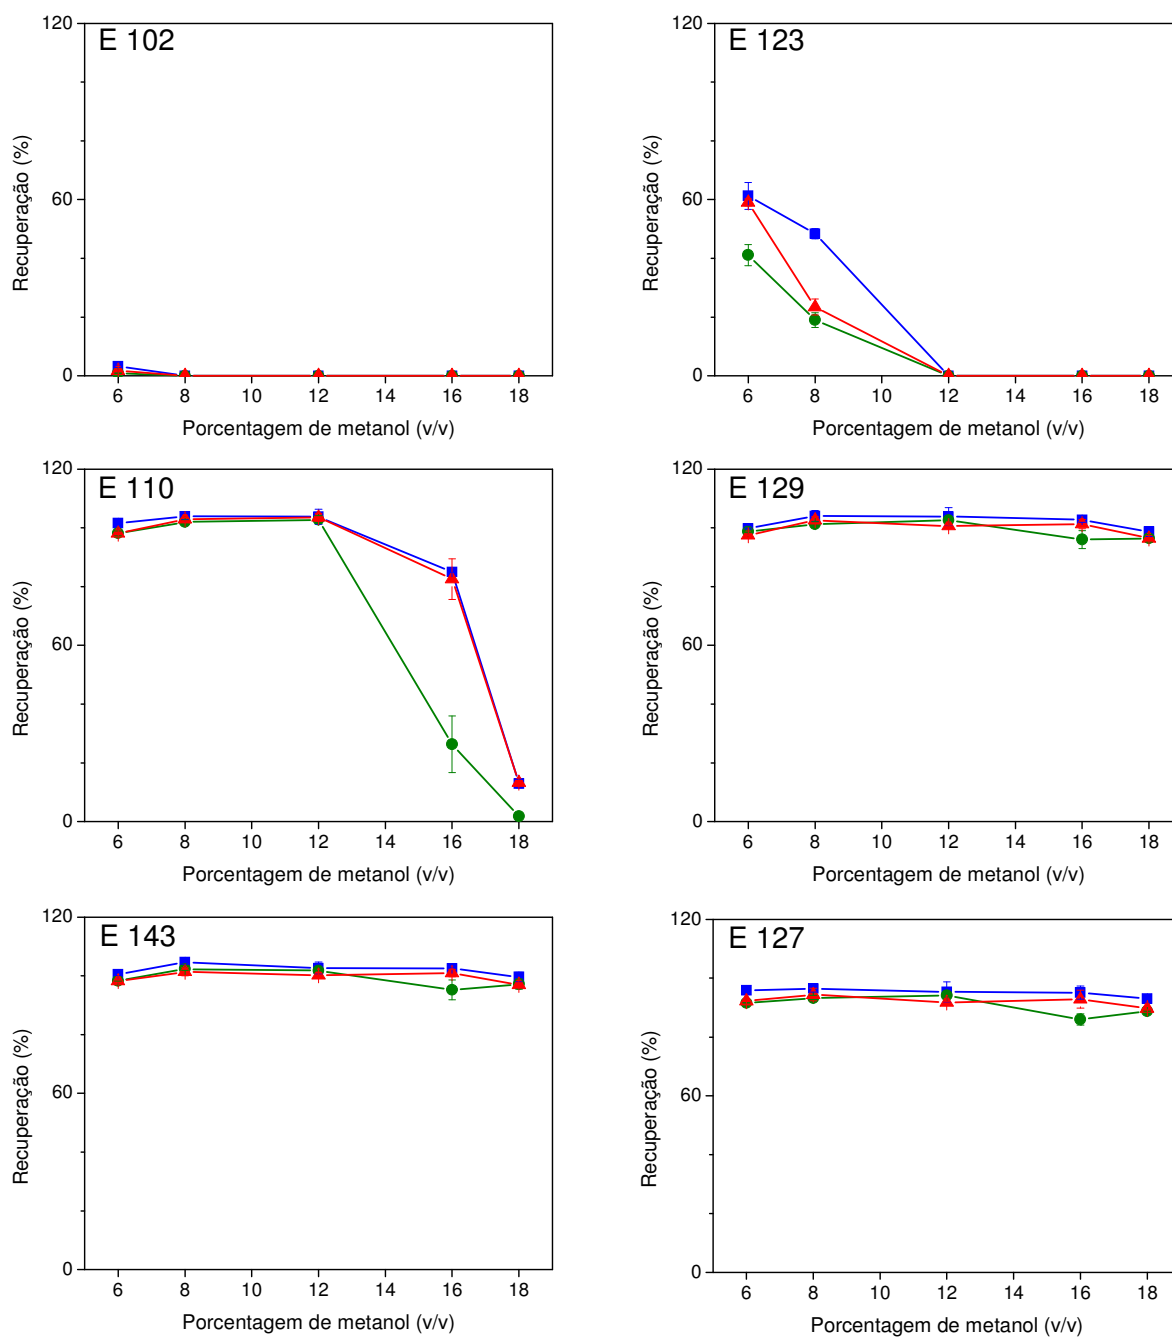 E 102
120
60
0
Recuperação (%)
6 8 10 12 14 16 18
Porcentagem de metanol (v/v)
E 123
120
60
0
Recuperação (%)
6 8 10 12 14 16 18
Porcentagem de metanol (v/v)
E 110
120
60
0
Recuperação (%)
6 8 10 12 14 16 18
Porcentagem de metanol (v/v)
E 129
120
60
0
Recuperação (%)
6 8 10 12 14 16 18
Porcentagem de metanol (v/v)
E 143
120
60
0
Recuperação (%)
6 8 10 12 14 16 18
Porcentagem de metanol (v/v)
E 127
120
60
0
Recuperação (%)
6 8 10 12 14 16 18
Porcentagem de metanol (v/v)